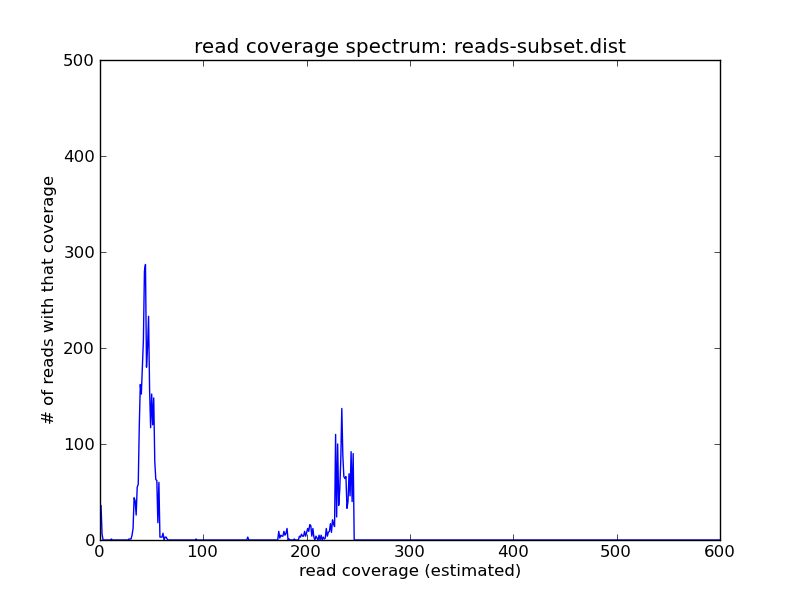 read coverage spectrum: reads-subset.dist
500
400
300
200
100
0
# of reads with that coverage
0 100 200 300 400 500 600
read coverage (estimated)